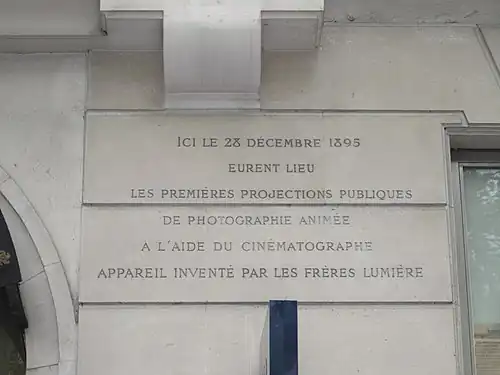 ICI LE 28 DÉCEMBRE 1895
EURENT LIEU
LES PREMIÈRES PROJECTIONS PUBLIQUES
DE PHOTOGRAPHIE ANIMÉE
A L'AIDE DU CINÉMATOGRAPHE
APPAREIL INVENTÉ PAR LES FRÈRES LUMIÈRE